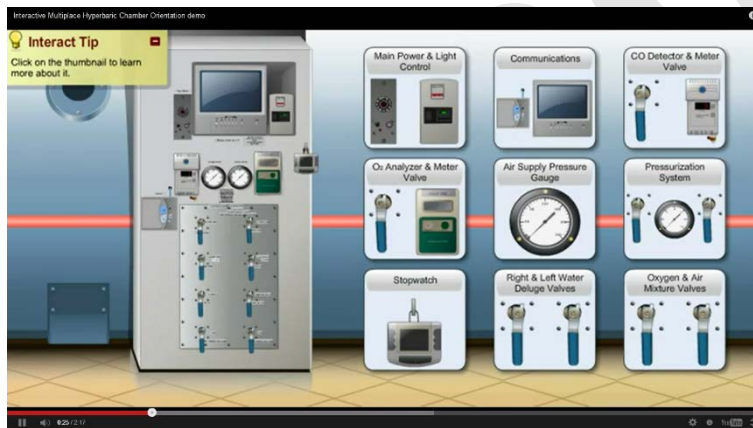 Interactive Multiplace Hyperbaric Chamber Orientation demo
Interact Tip
Click on the thumbnail to learn
more about it.
Main Power & Light
Control
Communications
CO Detector & Meter
Valve
O₂ Analyzer & Meter
Valve
Air Supply Pressure
Gauge
Pressurization
System
Stopwatch
Right & Left Water
Deluge Valves
Oxygen & Air
Mixture Valves
0:25 / 2:17
YouTube